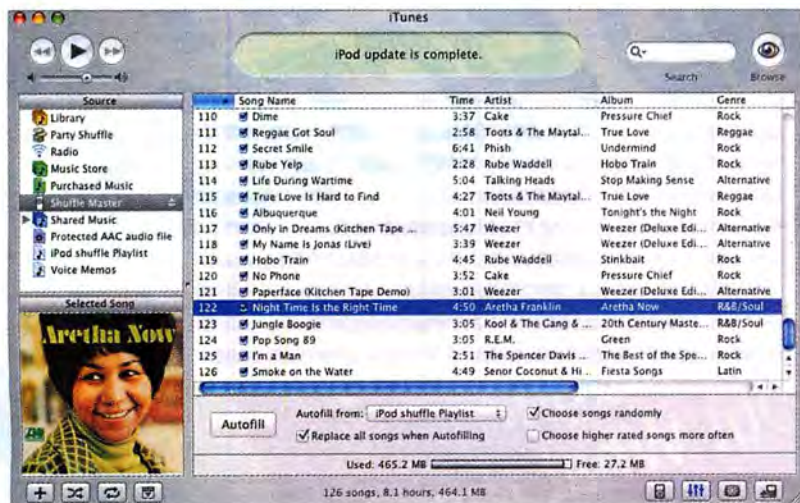 iTunes
iPod update is complete.
Search
Browse
Source
Library
Party Shuffle
Radio
Music Store
Purchased Music
Shuffle Master
Shared Music
Protected AAC audio file
iPod shuffle Playlist
Voice Memos
Selected Song
Aretha Now
Song Name Time Artist Album Genre
110 Dime 3:37 Cake Pressure Chief Rock
111 Reggae Got Soul 2:58 Toots & The Maytal... True Love Reggae
112 Secret Smile 6:41 Phish Undermind Rock
113 Rube Yelp 2:28 Rube Waddell Hobo Train Rock
114 Life During Wartime 5:04 Talking Heads Stop Making Sense Alternative
115 True Love Is Hard to Find 4:27 Toots & The Maytal... True Love Reggae
116 Albuquerque 4:01 Neil Young Tonight's the Night Rock
117 Only in Dreams (Kitchen Tape ... 5:47 Weezer Weezer (Deluxe Edi... Alternative
118 My Name Is Jonas (Live) 3:39 Weezer Weezer (Deluxe Edi... Alternative
119 Hobo Train 4:45 Rube Waddell Stinkbait Rock
120 No Phone 3:52 Cake Pressure Chief Rock
121 Paperface (Kitchen Tape Demo) 3:01 Weezer Weezer (Deluxe Edi... Alternative
122 Night Time Is the Right Time 4:50 Aretha Franklin Aretha Now R&B/Soul
123 Jungle Boogie 3:05 Kool & The Gang & ... 20th Century Maste... R&B/Soul
124 Pop Song 89 3:05 R.E.M. Green Rock
125 I'm a Man 2:51 The Spencer Davis ... The Best of the Spe... Rock
126 Smoke on the Water 4:49 Senor Coconut & Hi... Fiesta Songs Latin
Autofill
Autofill from: iPod shuffle Playlist
Choose songs randomly
Replace all songs when Autofilling
Choose higher rated songs more often
Used: 465.2 MB Free: 27.2 MB
126 songs, 8.1 hours, 464.1 MB